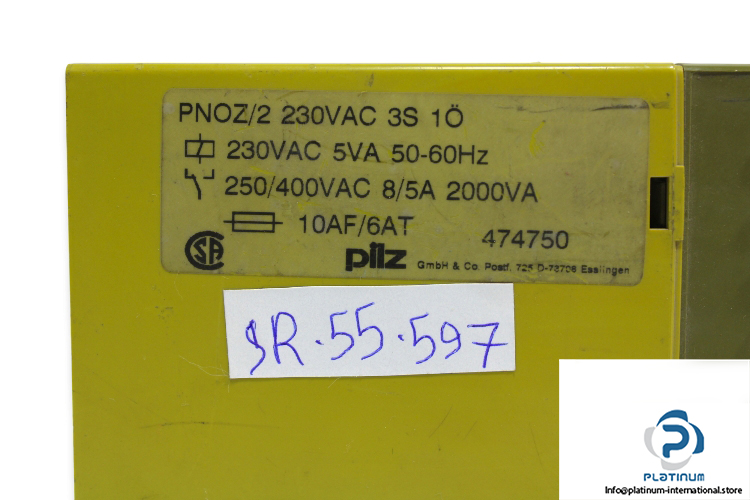 PNOZ/2 230VAC 3S 1Ö
230VAC 5VA 50-60Hz
250/400VAC 8/5A 2000VA
10AF/6AT 474750
CSA pilz GmbH & Co. Postf. 725 D-73706 Esslingen
SR.55.597
PLATINUM
Info@platinum-international.store